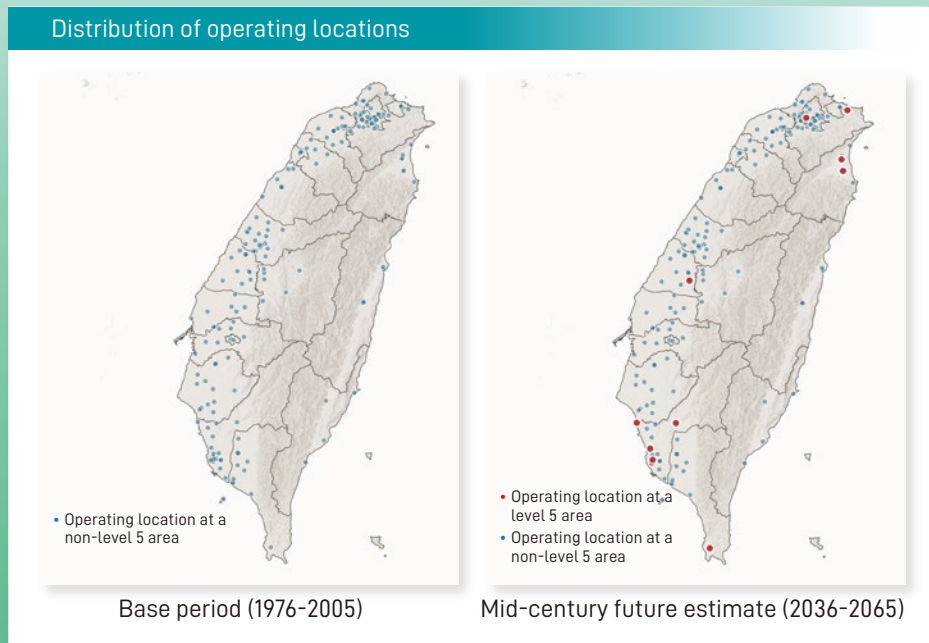 Distribution of operating locations
Operating location at a
non-level 5 area
Base period (1976-2005)
Operating location at a
level 5 area
Operating location at a
non-level 5 area
Mid-century future estimate (2036-2065)